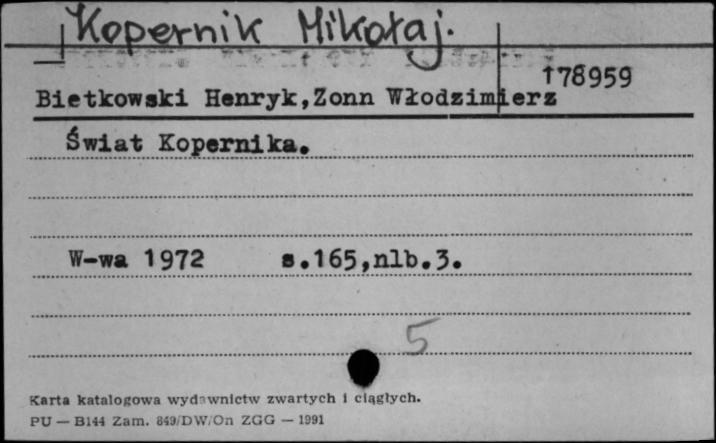 Kopernik Mikołaj.
178959
Bietkowski Henryk,Zonn Włodzimierz
Świat Kopernika.
W-wa 1972 s.165,nlb.3.
5
Karta katalogowa wydawnictw zwartych i ciągłych.
PU — B144 Zam. 849/DW/On ZGG — 1991